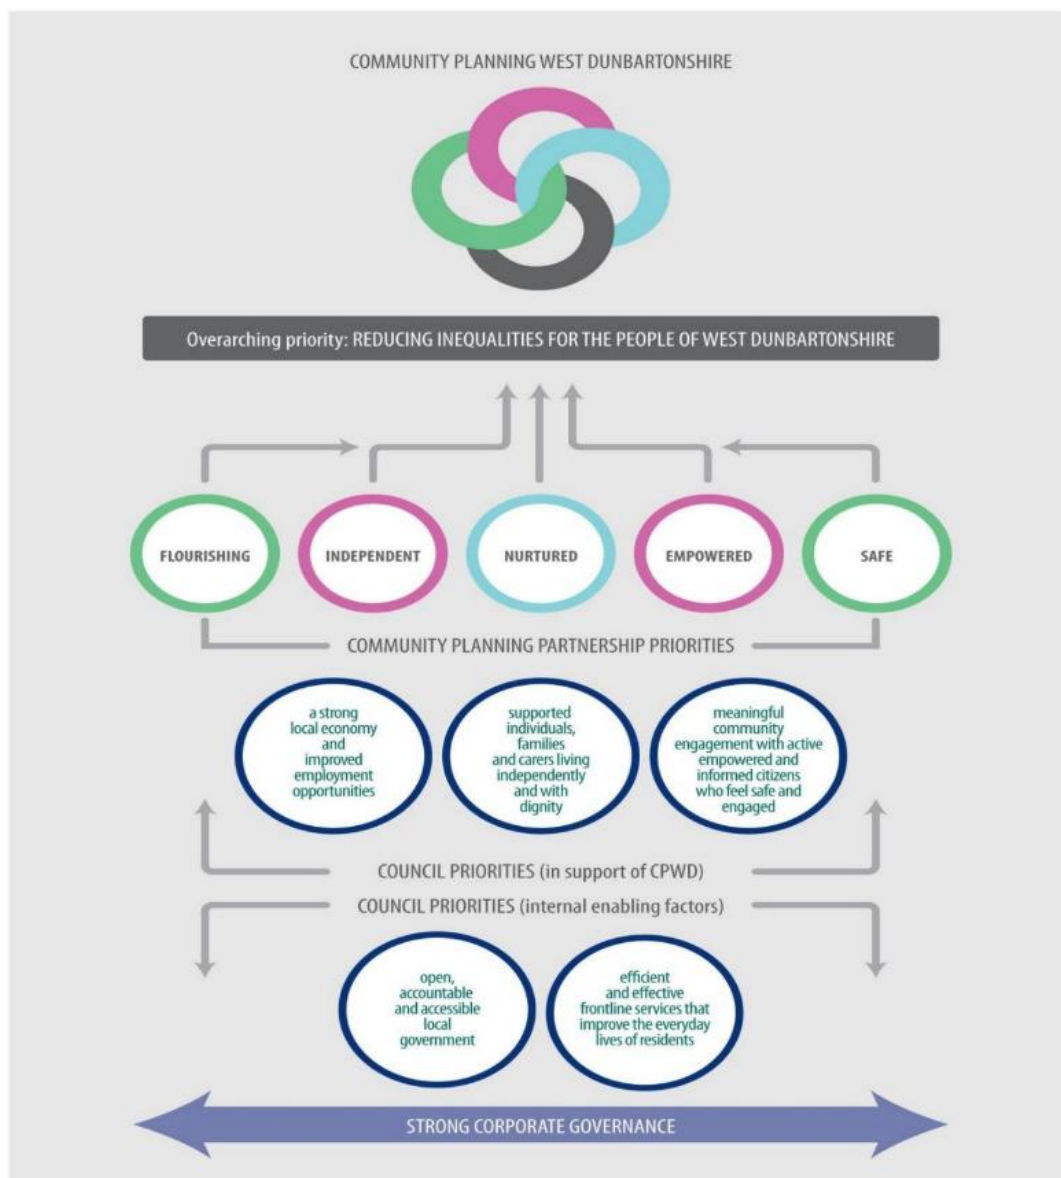 COMMUNITY PLANNING WEST DUNBARTONSHIRE
Overarching priority: REDUCING INEQUALITIES FOR THE PEOPLE OF WEST DUNBARTONSHIRE
FLOURISHING
INDEPENDENT
NURTURED
EMPOWERED
SAFE
COMMUNITY PLANNING PARTNERSHIP PRIORITIES
a strong
local economy
and
improved
employment
opportunities
supported
individuals,
families
and carers living
independently
and with
dignity
meaningful
community
engagement with active
empowered and
informed citizens
who feel safe and
engaged
COUNCIL PRIORITIES (in support of CPWD)
COUNCIL PRIORITIES (internal enabling factors)
open,
accountable
and accessible
local
government
efficient
and effective
frontline services that
improve the everyday
lives of residents
STRONG CORPORATE GOVERNANCE